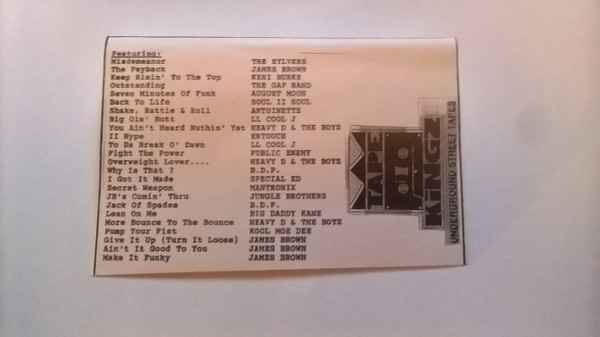 Featuring:
Misdemeanor THE SYLVERS
The Payback JAMES BROWN
Keep Risin' To The Top KENI BURKE
Outstanding THE GAP BAND
Seven Minutes Of Funk AUGUST MOON
Back To Life SOUL II SOUL
Shake, Rattle & Roll ANTOINETTE
Big Ole' Butt LL COOL J
You Ain't Heard Nuthin' Yet HEAVY D & THE BOYZ
II Hype ENTOUCH
To Da Break O' Dawn LL COOL J
Fight The Power PUBLIC ENEMY
Overweight Lover.... HEAVY D & THE BOYZ
Why Is That ? B.D.P.
I Got It Made SPECIAL ED
Secret Weapon MANTRONIX
JB's Comin' Thru JUNGLE BROTHERS
Jack Of Spades B.D.P.
Lean On Me BIG DADDY KANE
More Bounce To The Bounce HEAVY D & THE BOYZ
Pump Your Fist KOOL MOE DEE
Give It Up (Turn It Loose) JAMES BROWN
Ain't It Good To You JAMES BROWN
Make It Funky JAMES BROWN
TAPE
KINGZ
UNDERGROUND STREET TAPES